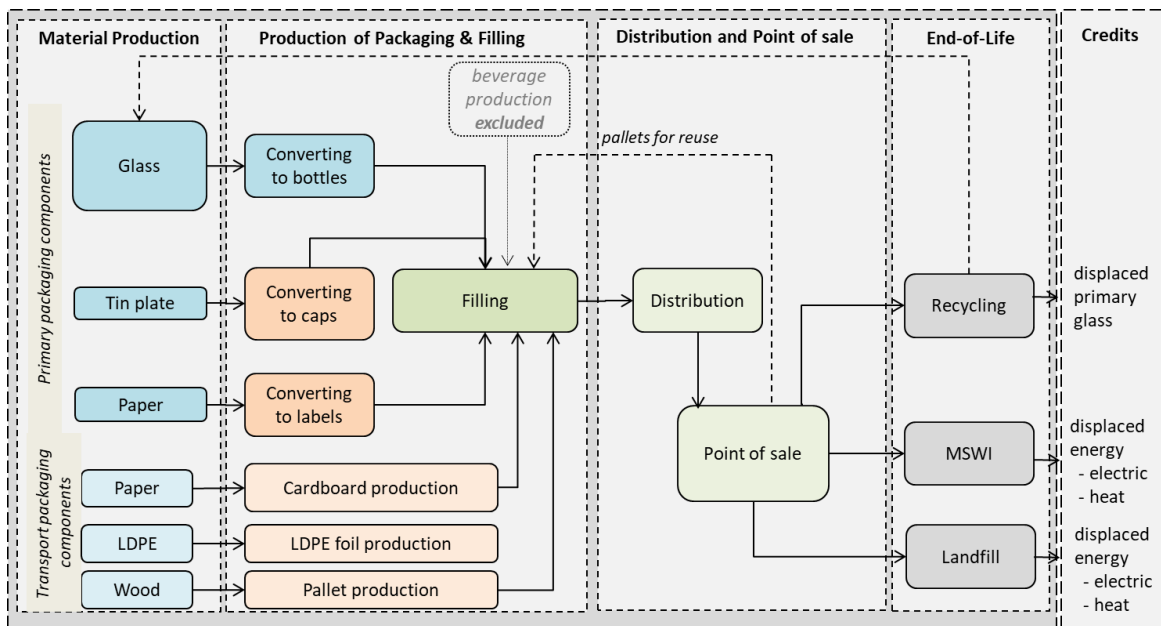 Material Production
Production of Packaging & Filling
Distribution and Point of sale
End-of-Life
Credits
beverage
production
excluded
pallets for reuse
Primary packaging components
Glass
Converting
to bottles
Tin plate
Converting
to caps
Filling
Distribution
Recycling
displaced
primary
glass
Paper
Converting
to labels
Point of sale
MSWI
displaced
energy
- electric
- heat
Transport packaging
components
Paper
Cardboard production
LDPE
LDPE foil production
Landfill
displaced
energy
- electric
- heat
Wood
Pallet production